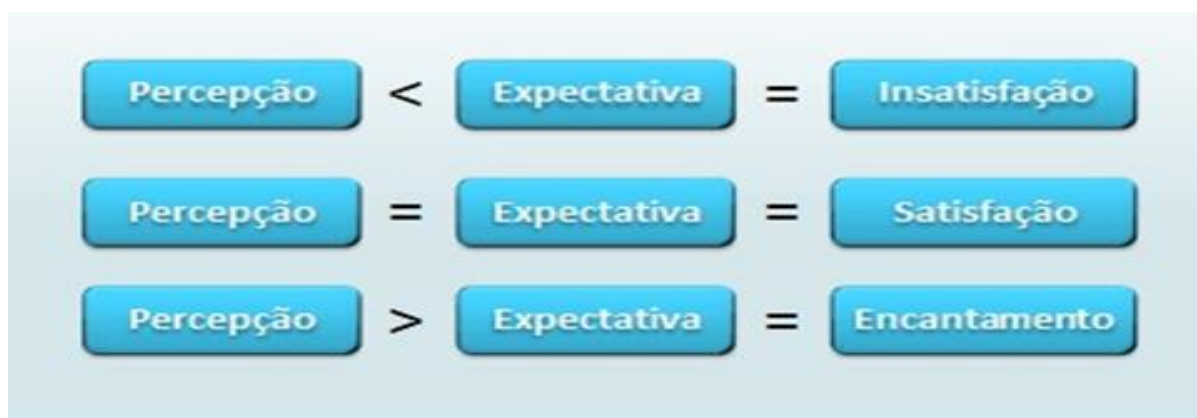 Percepção < Expectativa = Insatisfação
Percepção = Expectativa = Satisfação
Percepção > Expectativa = Encantamento